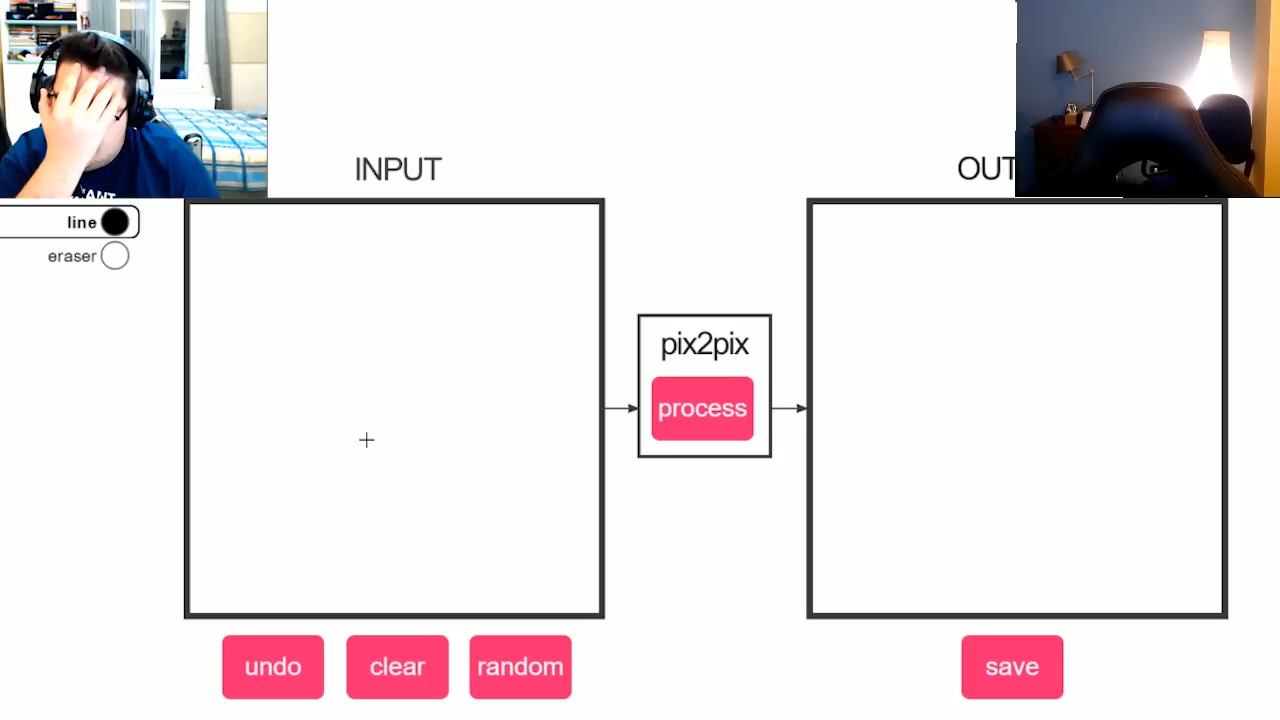 INPUT
OUT
line
eraser
pix2pix
process
undo
clear
random
save